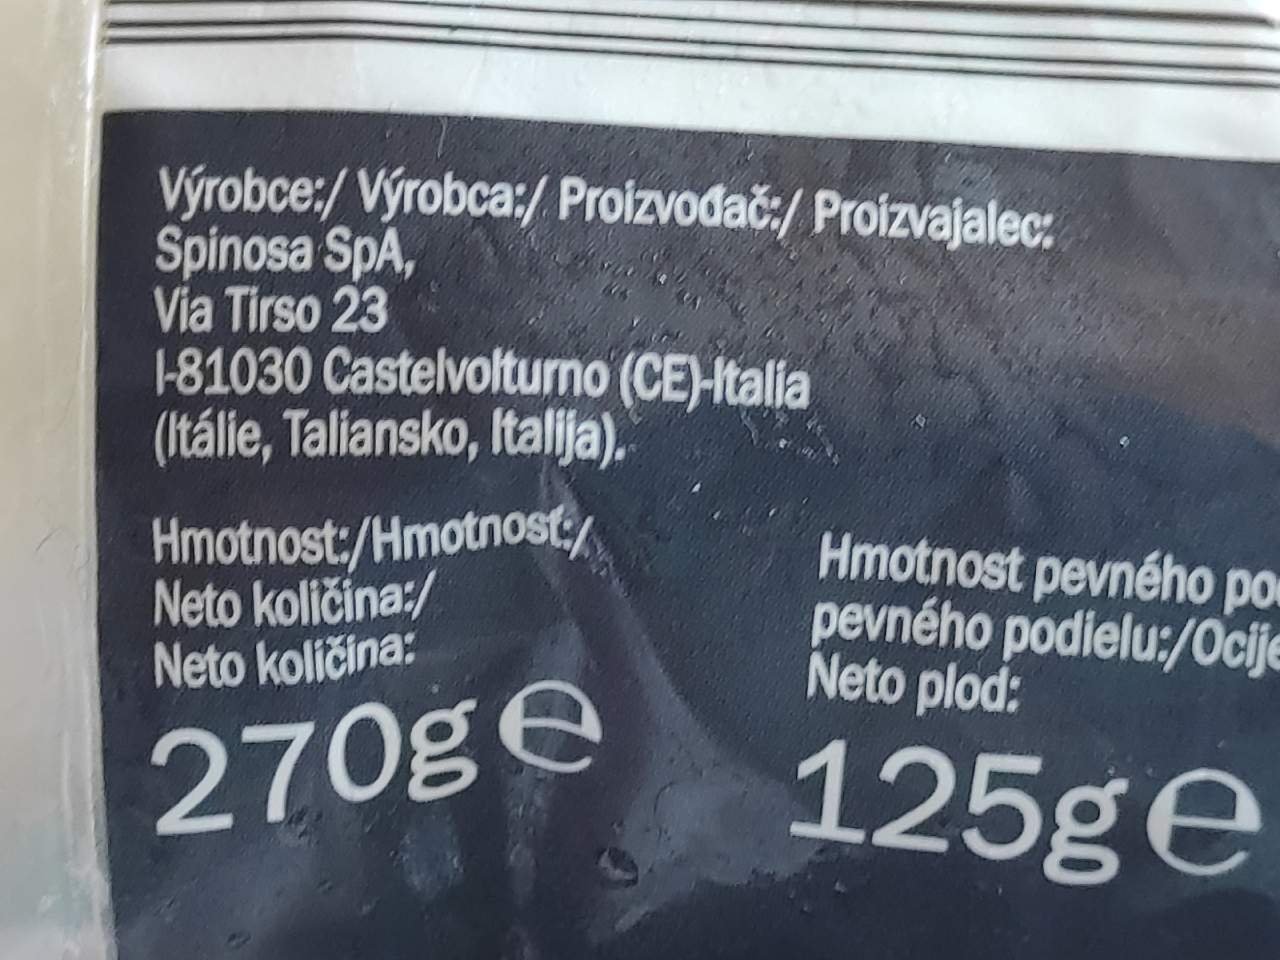 Výrobce:/ Výrobca:/ Proizvođač:/ Proizvajalec:
Spinosa SpA,
Via Tirso 23
I-81030 Castelvolturno (CE)-Italia
(Itálie, Taliansko, Italija).
Hmotnost:/Hmotnosť:/
Neto količina:/
Neto količina:
270g e
Hmotnost pevného
pevného podielu:/
Neto plod:
125g e